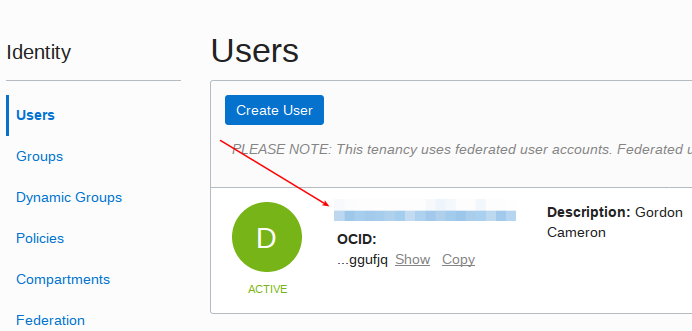 Identity
Users
Groups
Dynamic Groups
Policies
Compartments
Federation
Users
Create User
PLEASE NOTE: This tenancy uses federated user accounts. Federated
D
ACTIVE
OCID:
...ggufjq Show Copy
Description: Gordon
Cameron